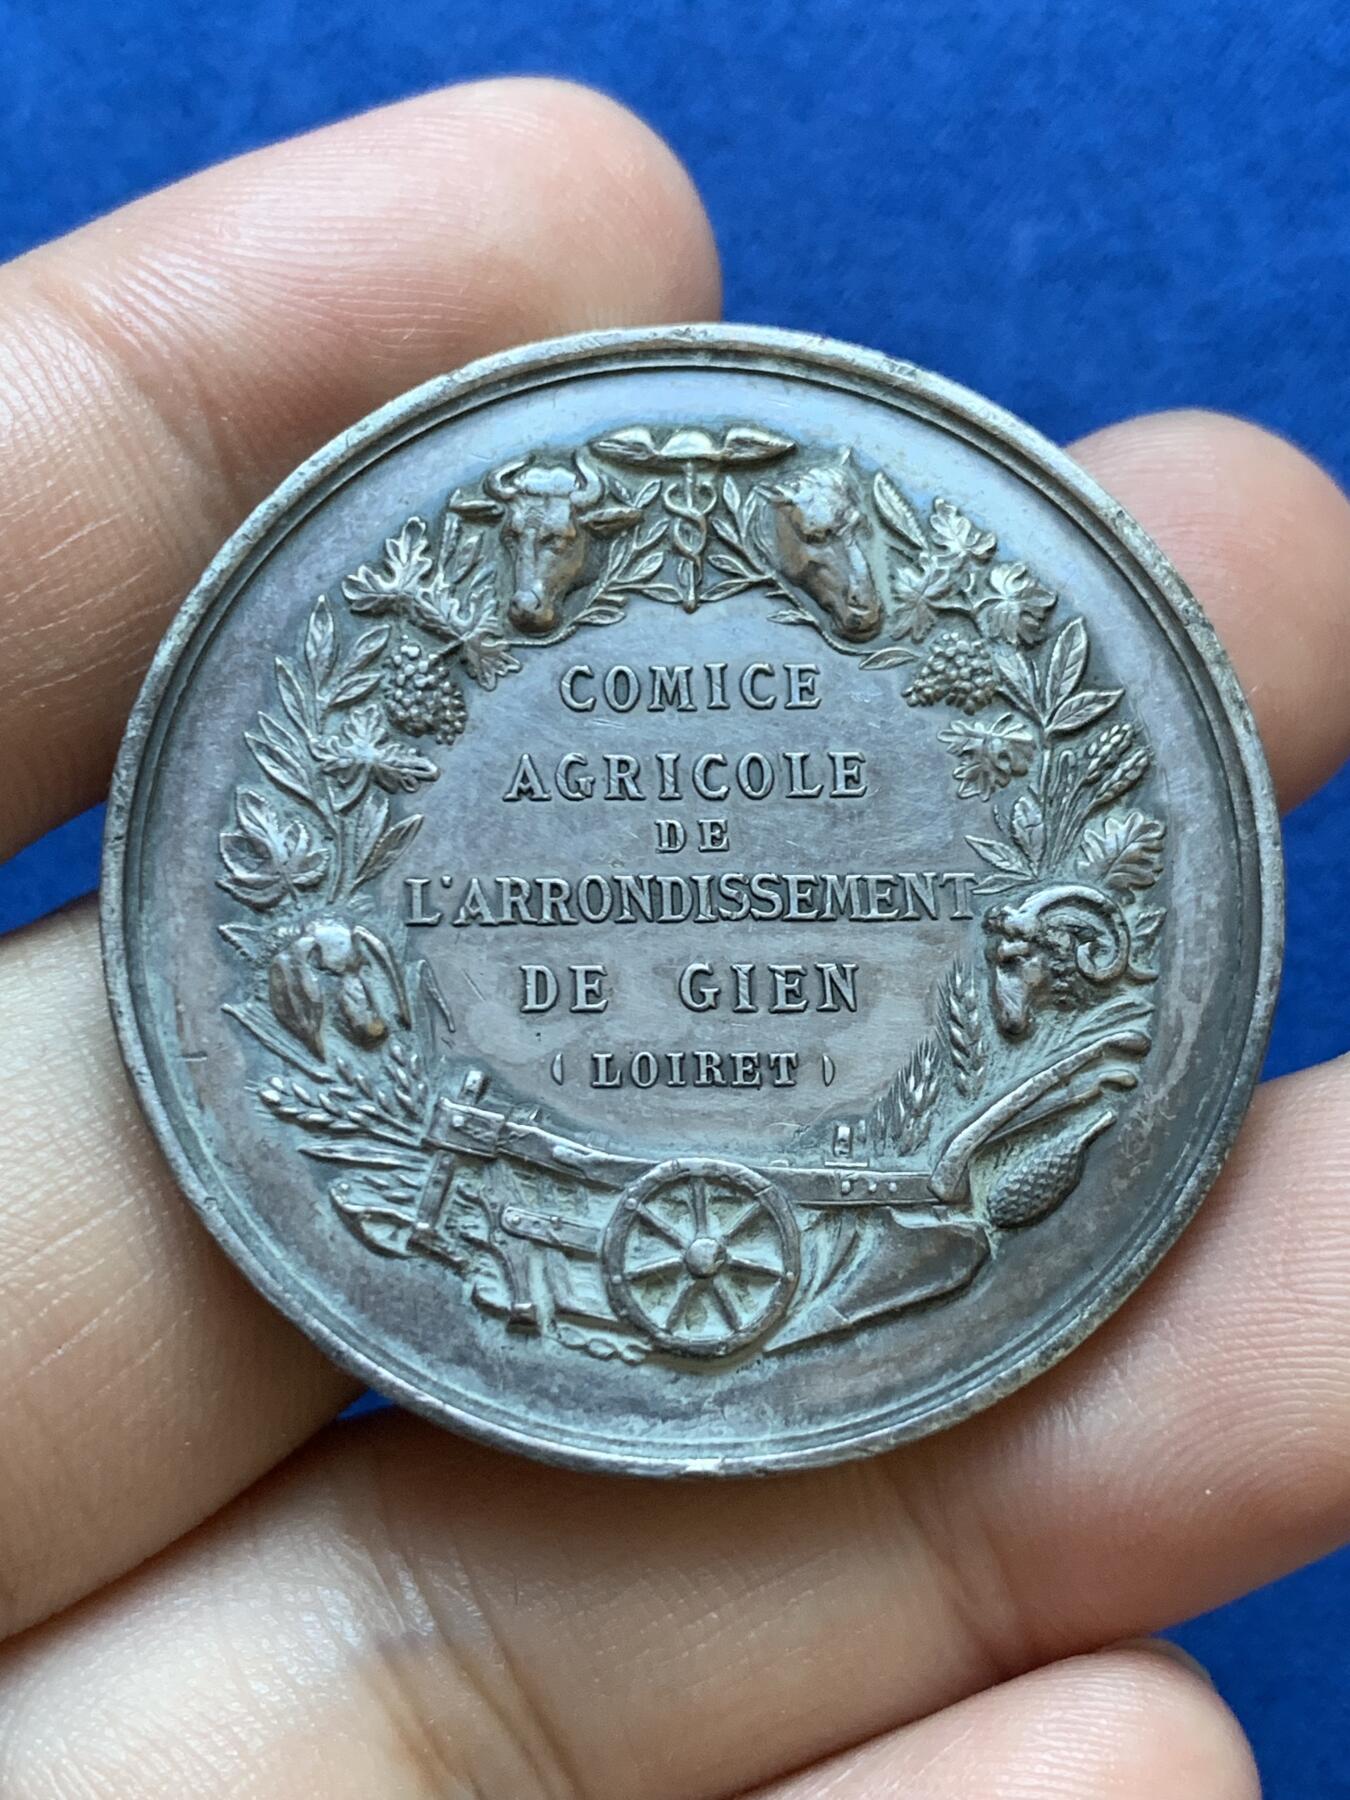 COMICE
AGRICOLE
DE
L'ARRONDISSEMENT
DE GIEN
(LOIRET)